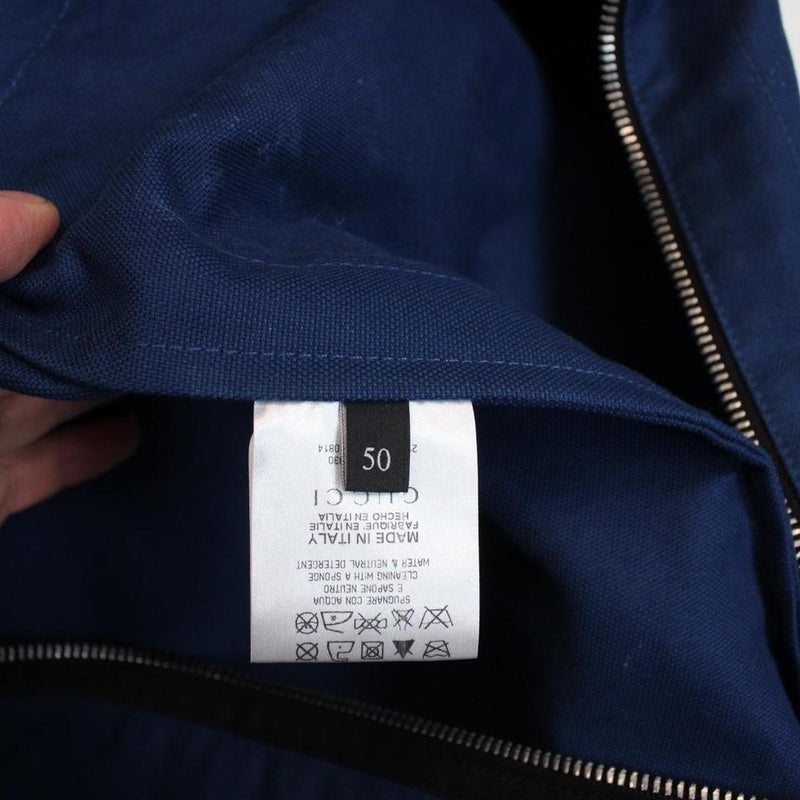 50
GUCCI
MADE IN ITALY
FABRIQUE' EN ITALIE
HECHO EN ITALIA
SPUGNARE CON ACQUA
E SAPONE NEUTRO
CLEANING WITH A SPONGE
WATER & NEUTRAL DETERGENT
0814